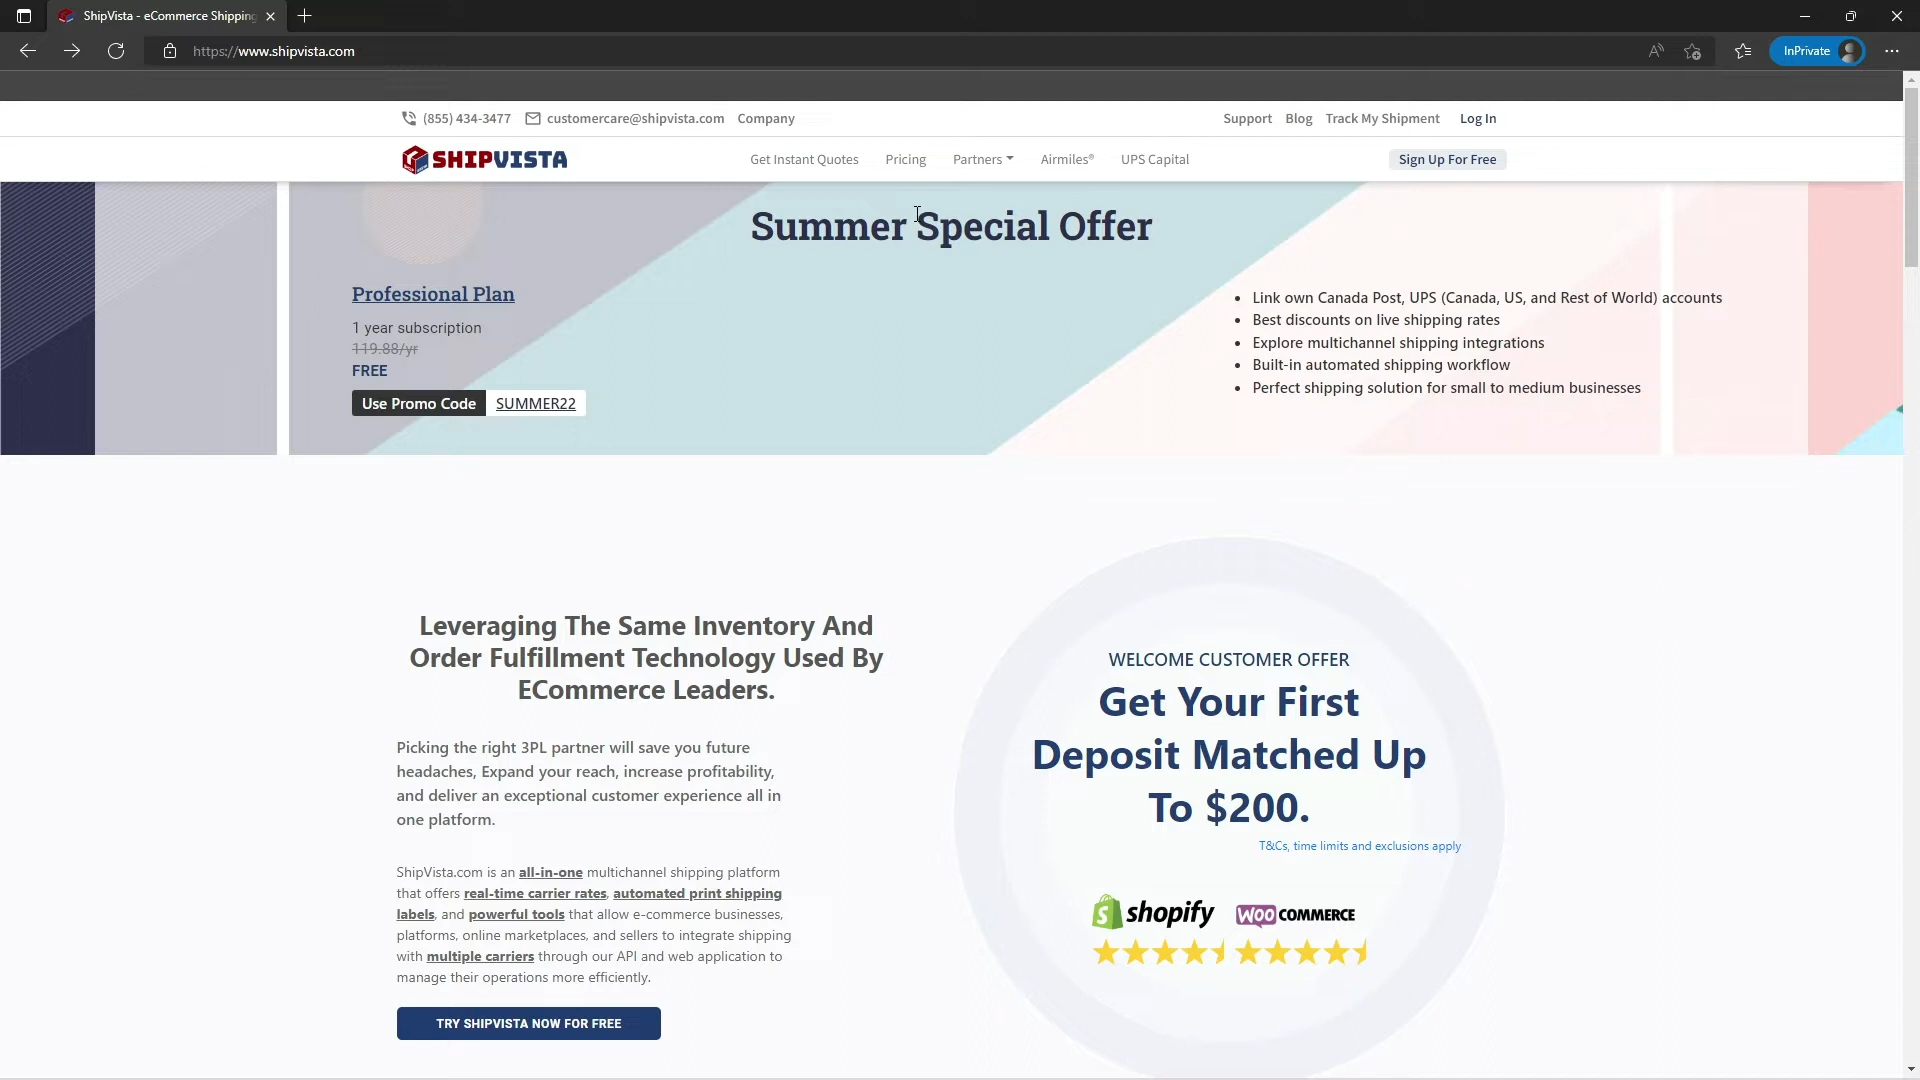 ShipVista - eCommerce Shipping
https://www.shipvista.com
InPrivate
(855) 434-3477 customercare@shipvista.com Company
Support Blog Track My Shipment Log In
SHIPVISTA
Get Instant Quotes Pricing Partners Airmiles® UPS Capital
Sign Up For Free
Summer Special Offer
Professional Plan
1 year subscription
119.88/yr
FREE
Use Promo Code SUMMER22
Link own Canada Post, UPS (Canada, US, and Rest of World) accounts
Best discounts on live shipping rates
Explore multichannel shipping integrations
Built-in automated shipping workflow
Perfect shipping solution for small to medium businesses
Leveraging The Same Inventory And
Order Fulfillment Technology Used By
ECommerce Leaders.
Picking the right 3PL partner will save you future
headaches, Expand your reach, increase profitability,
and deliver an exceptional customer experience all in
one platform.
ShipVista.com is an all-in-one multichannel shipping platform
that offers real-time carrier rates, automated print shipping
labels, and powerful tools that allow e-commerce businesses,
platforms, online marketplaces, and sellers to integrate shipping
with multiple carriers through our API and web application to
manage their operations more efficiently.
TRY SHIPVISTA NOW FOR FREE
WELCOME CUSTOMER OFFER
Get Your First
Deposit Matched Up
To $200.
T&Cs, time limits and exclusions apply
shopify WOO COMMERCE